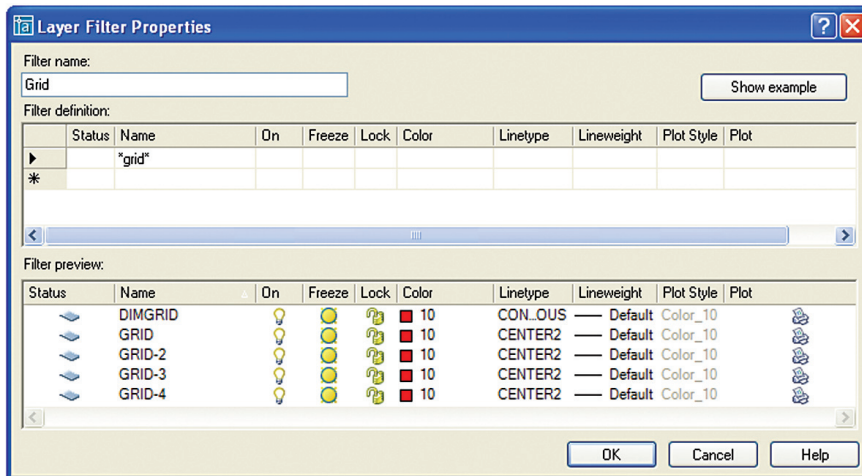 Layer Filter Properties
Filter name:
Grid
Show example
Filter definition:
Status Name On Freeze Lock Color Linetype Lineweight Plot Style Plot
*grid*
Filter preview:
Status Name On Freeze Lock Color Linetype Lineweight Plot Style Plot
DIMGRID 10 CON...OUS Default Color_10
GRID 10 CENTER2 Default Color_10
GRID-2 10 CENTER2 Default Color_10
GRID-3 10 CENTER2 Default Color_10
GRID-4 10 CENTER2 Default Color_10
OK Cancel Help